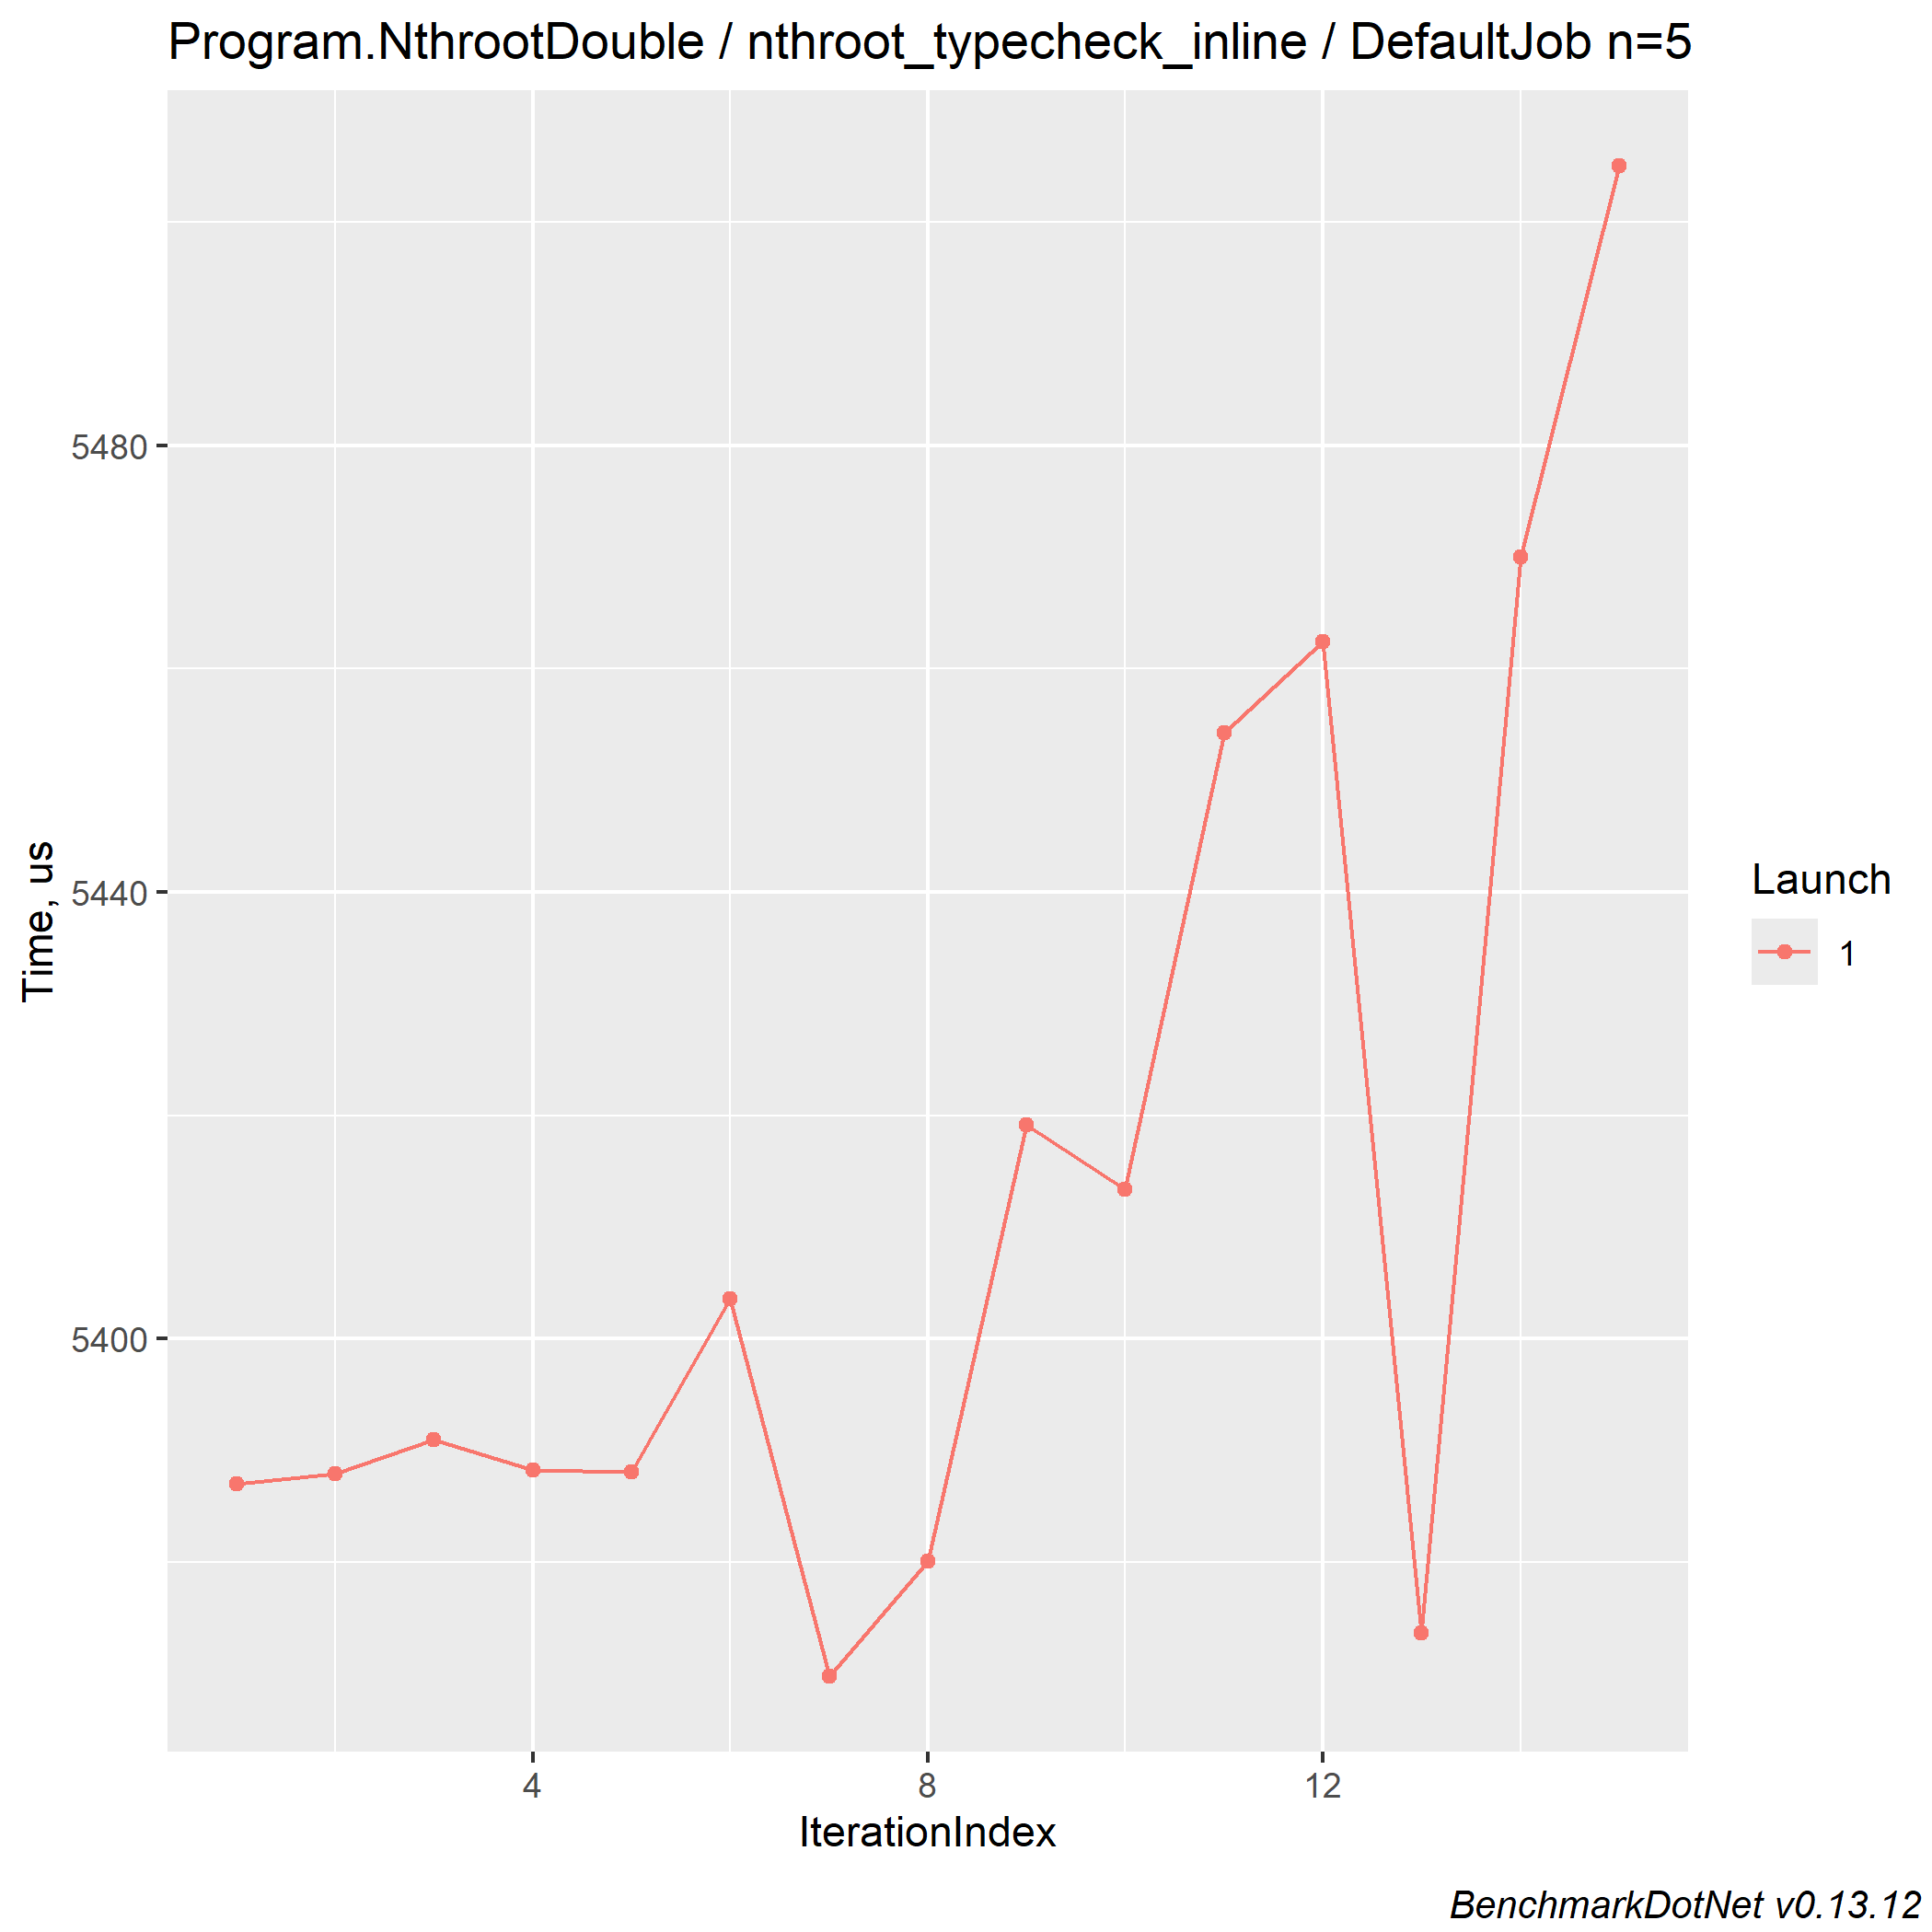 Program.NthrootDouble / nthroot_typecheck_inline / DefaultJob n=5
5480
5440
5400
Time, us
4
8
12
IterationIndex
Launch
1
BenchmarkDotNet v0.13.12